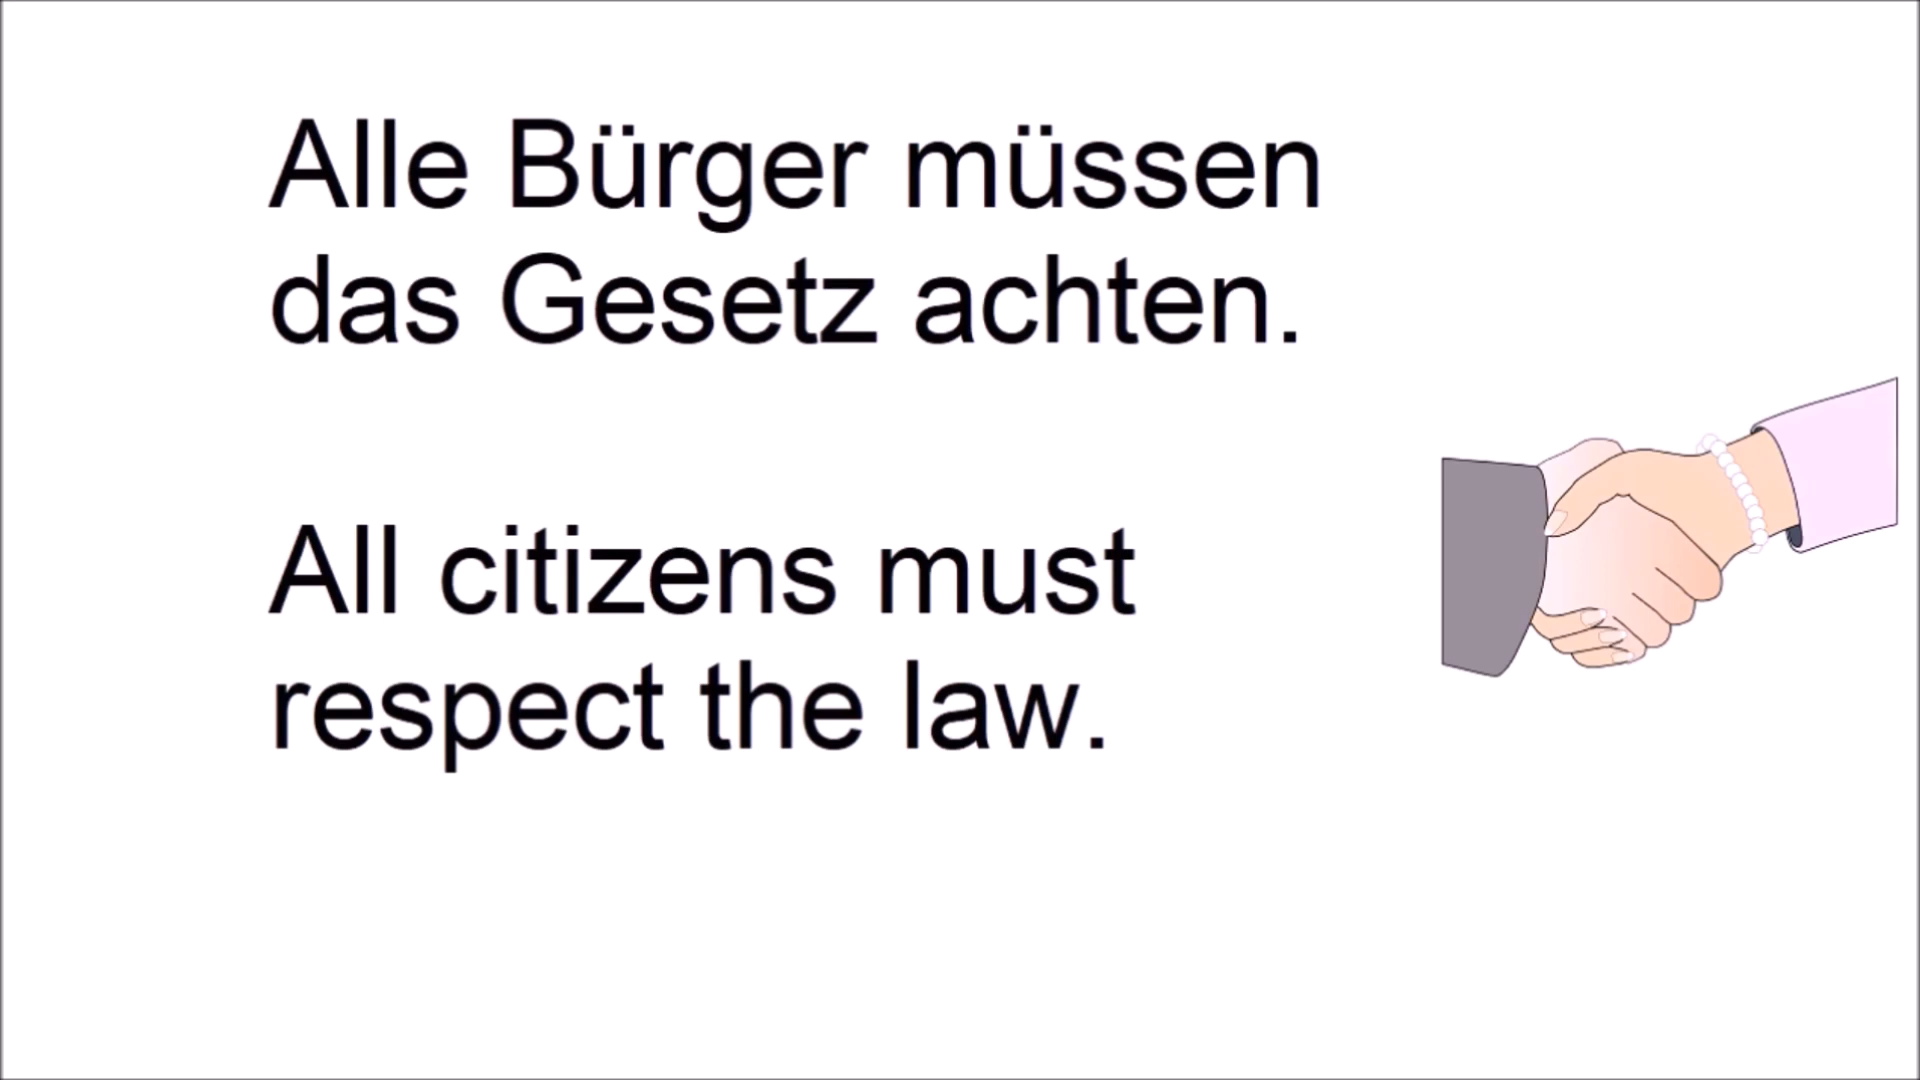 Alle Bürger müssen
das Gesetz achten.
All citizens must
respect the law.